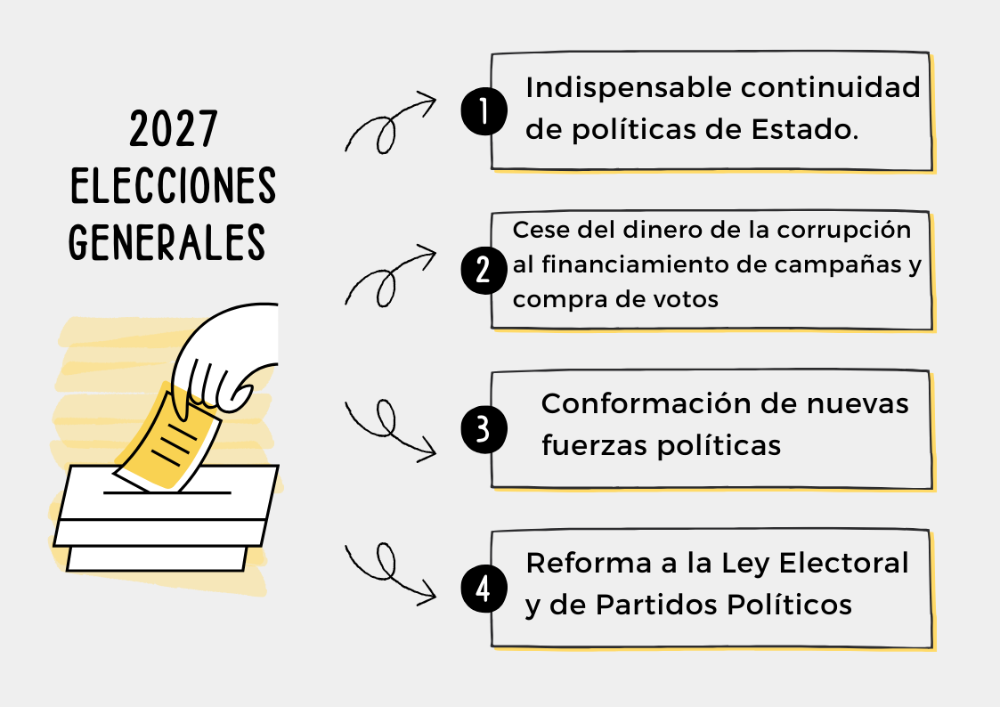 2027
ELECCIONES
GENERALES
1
Indispensable continuidad
de políticas de Estado.
2
Cese del dinero de la corrupción
al financiamiento de campañas y
compra de votos
3
Conformación de nuevas
fuerzas políticas
4
Reforma a la Ley Electoral
y de Partidos Políticos